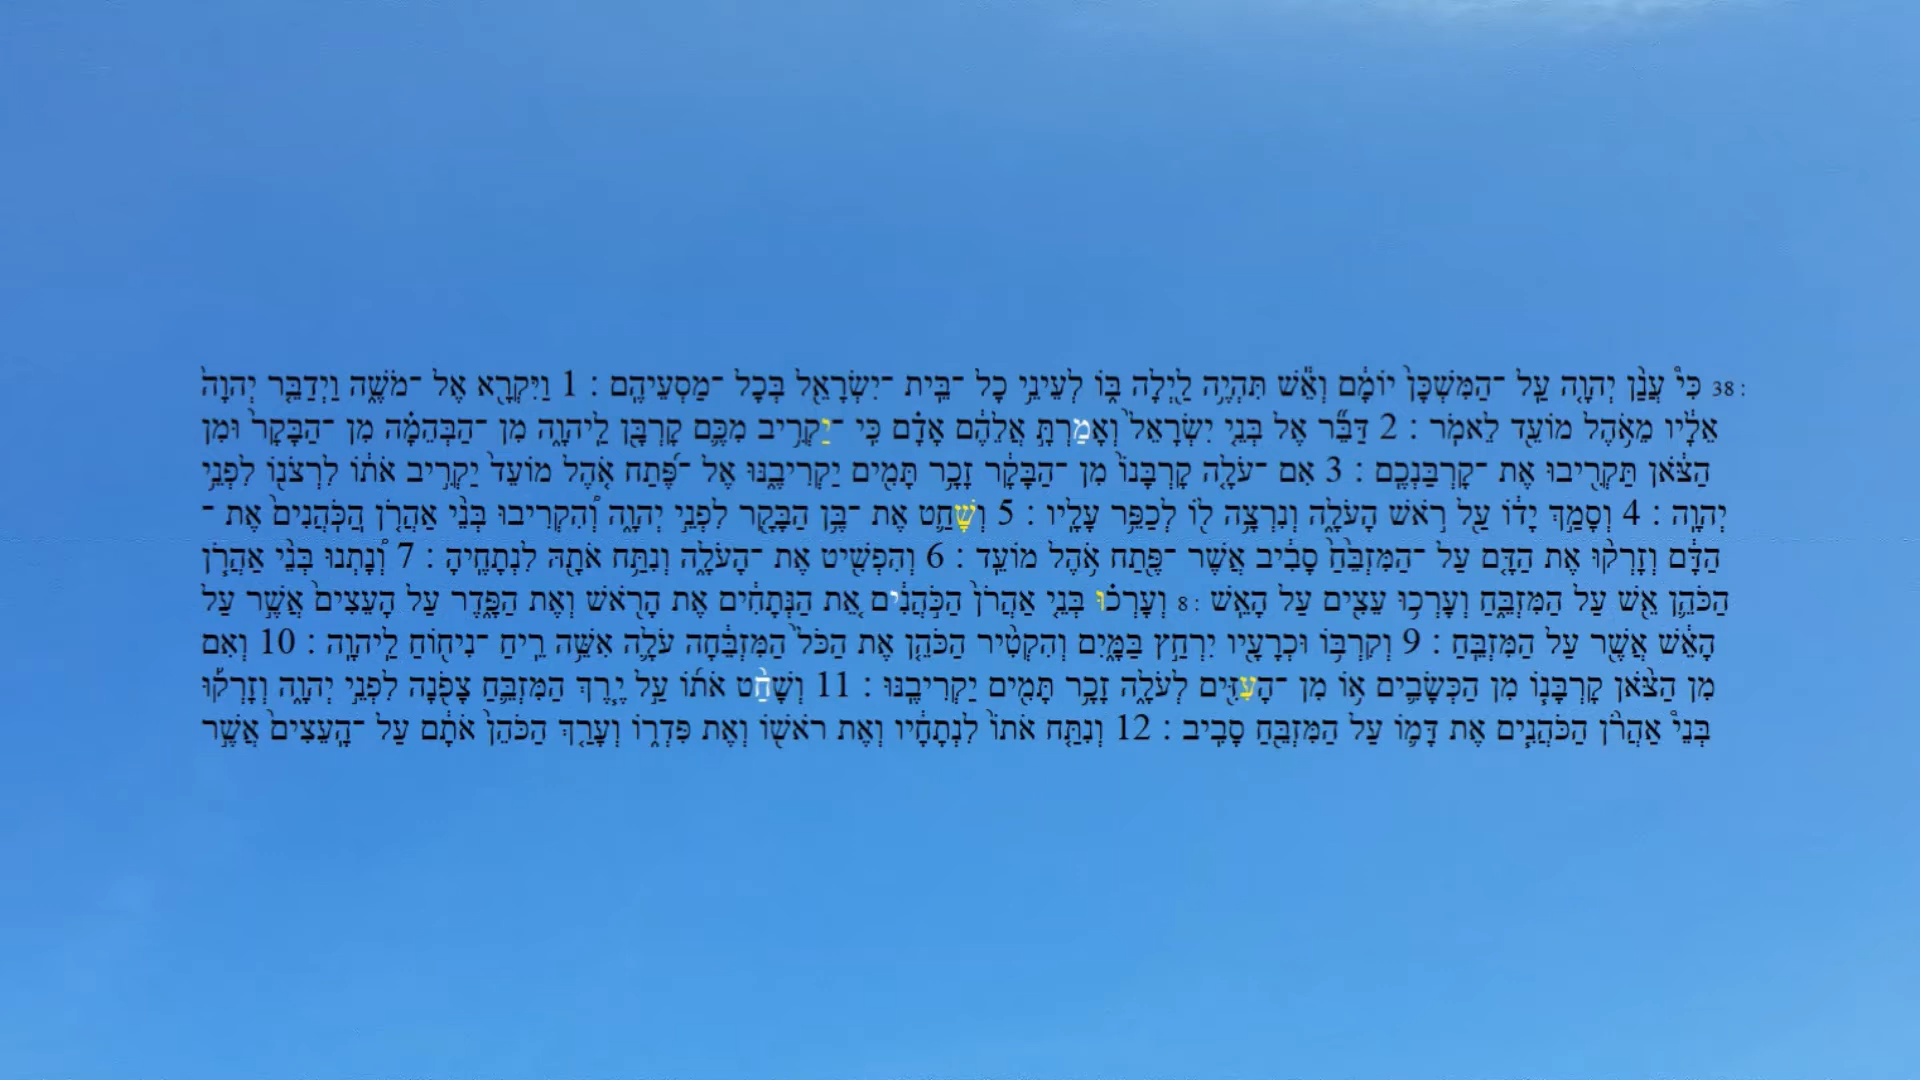 38: כִּי֩ עֲנַ֨ן יְהוָ֤ה עַֽל ־הַמִּשְׁכָּן֙ יוֹמָ֔ם וְאֵ֕שׁ תִּהְיֶ֥ה לַ֖יְלָה בּ֑וֹ לְעֵינֵ֥י כָל ־בֵּֽית ־יִשְׂרָאֵ֖ל בְּכָל ־מַסְעֵיהֶֽם : 1 וַיִּקְרָ֖א אֶל ־מֹשֶׁ֑ה וַיְדַבֵּ֤ר יְהוָה֙
אֵלָ֔יו מֵאֹ֥הֶל מוֹעֵ֖ד לֵאמֹֽר : 2 דַּבֵּ֞ר אֶל בְּנֵ֤י יִשְׂרָאֵל֙ וְאָמַרְתָּ֣ אֲלֵהֶ֔ם אָדָ֗ם כִּֽי ־יַקְרִ֥יב מִכֶּ֛ם קָרְבָּ֖ן לַֽיהוָ֑ה מִן ־הַבְּהֵמָ֗ה מִן ־הַבָּקָר֙ וּמִן
הַצֹּ֔אן תַּקְרִ֖יבוּ אֶת ־קָרְבַּנְכֶֽם : 3 אִם ־עֹלָ֤ה קָרְבָּנוֹ֙ מִן ־הַבָּקָ֔ר זָכָ֥ר תָּמִ֖ים יַקְרִיבֶ֑נּוּ אֶל ־פֶּ֝תַח אֹ֤הֶל מוֹעֵד֙ יַקְרִ֣יב אֹת֔וֹ לִרְצֹנ֖וֹ לִפְנֵ֥י
יְהוָֽה : 4 וְסָמַ֣ךְ יָד֔וֹ עַ֖ל רֹ֣אשׁ הָעֹלָ֑ה וְנִרְצָ֥ה ל֖וֹ לְכַפֵּ֥ר עָלָֽיו : 5 וְשָׁחַ֛ט אֶת ־בֶּ֥ן הַבָּקָ֖ר לִפְנֵ֣י יְהוָ֑ה וְ֠הִקְרִיבוּ בְּנֵ֨י אַהֲרֹ֤ן הַֽכֹּהֲנִים֙ אֶת ־
הַדָּ֔ם וְזָרְק֨וּ אֶת הַדָּ֤ם עַל ־הַמִּזְבֵּ֙חַ֙ סָבִ֔יב אֲשֶׁר ־פֶּ֖תַח אֹ֥הֶל מוֹעֵֽד : 6 וְהִפְשִׁ֖יט אֶת ־הָעֹלָ֑ה וְנִתַּ֥ח אֹתָ֖הּ לִנְתָחֶֽיהָ : 7 וְ֠נָתְנוּ בְּנֵ֨י אַהֲרֹ֧ן
הַכֹּהֵ֛ן אֵ֖שׁ עַל הַמִּזְבֵּ֑חַ וְעָרְכ֥וּ עֵצִ֖ים עַל הָאֵֽשׁ : 8 וְעָרְכ֗וּ בְּנֵ֤י אַהֲרֹן֙ הַכֹּ֣הֲנִ֔ים אֵ֚ת הַנְּתָחִ֔ים אֶת הָרֹ֖אשׁ וְאֶת הַפָּ֑דֶר עַל הָעֵצִים֙ אֲשֶׁ֣ר עַל
הָאֵ֔שׁ אֲשֶׁ֖ר עַל הַמִּזְבֵּֽחַ : 9 וְקִרְבּ֥וֹ וּכְרָעָ֖יו יִרְחַ֣ץ בַּמָּ֑יִם וְהִקְטִ֨יר הַכֹּהֵ֤ן אֶת הַכֹּל֙ הַמִּזְבֵּ֔חָה עֹלָ֛ה אִשֵּׁ֥ה רֵֽיחַ ־נִיח֖וֹחַ לַֽיהוָֽה : 10 וְאִם
מִן הַצֹּ֨אן קָרְבָּנ֧וֹ מִן הַכְּשָׂבִ֛ים א֥וֹ מִן ־הָעִזִּ֖ים לְעֹלָ֑ה זָכָ֥ר תָּמִ֖ים יַקְרִיבֶֽנּוּ : 11 וְשָׁחַ֨ט אֹת֜וֹ עַ֣ל יֶ֧רֶךְ הַמִּזְבֵּ֛חַ צָפֹ֖נָה לִפְנֵ֣י יְהוָ֑ה וְזָרְק֡וּ
בְּנֵי֩ אַהֲרֹ֨ן הַכֹּהֲנִ֧ים אֶת דָּמ֛וֹ עַל הַמִּזְבֵּ֖חַ סָבִֽיב : 12 וְנִתַּ֤ח אֹתוֹ֙ לִנְתָחָ֔יו וְאֶת רֹאשׁ֖וֹ וְאֶת פִּדְר֑וֹ וְעָרַ֤ךְ הַכֹּהֵן֙ אֹתָ֔ם עַל ־הָֽעֵצִים֙ אֲשֶׁ֣ר